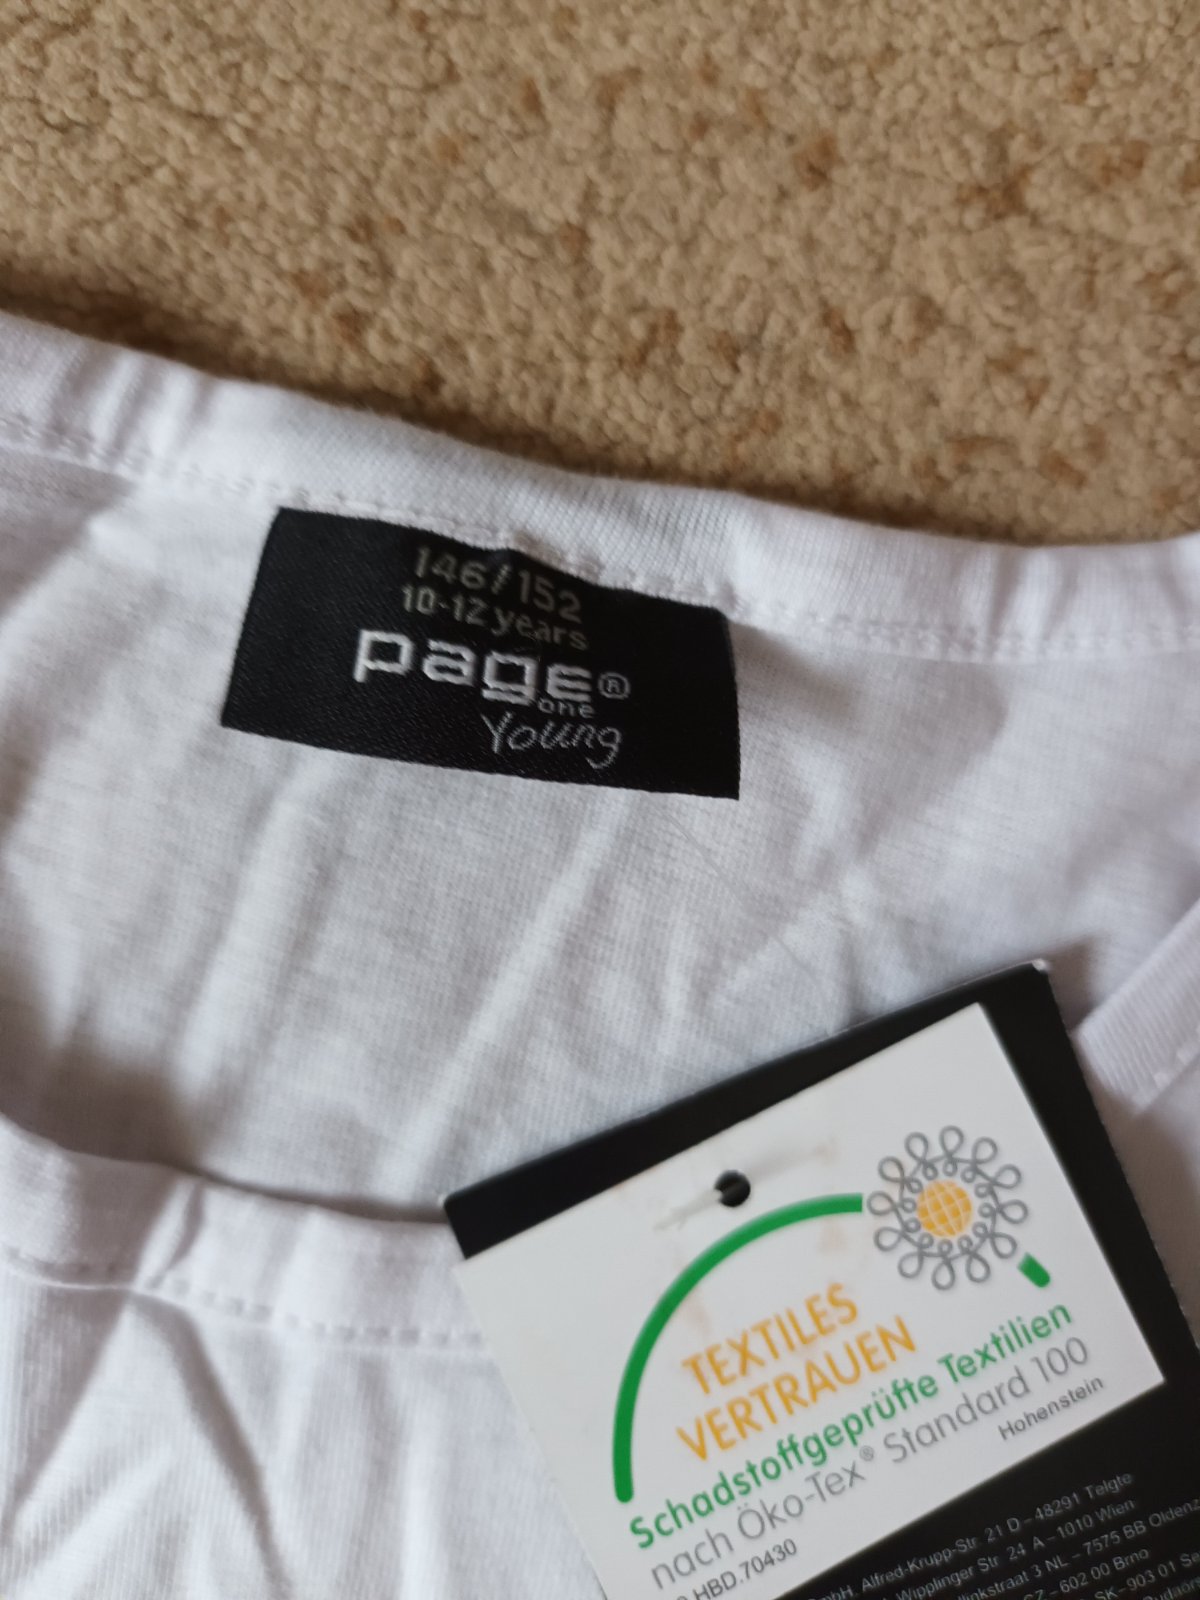 146/152
10-12 years
page®
one
Young
TEXTILES
VERTRAUEN
Schadstoffgeprüfte Textilien
nach Öko-Tex® Standard 100
HBD.70430 Hohenstein
Alfred-Krupp-Str. 21 D-48291 Telgte
Wipplinger Str. 24 A-1010 Wien
3 NL - 7575 BB
602 00 Brno
SK-903 01